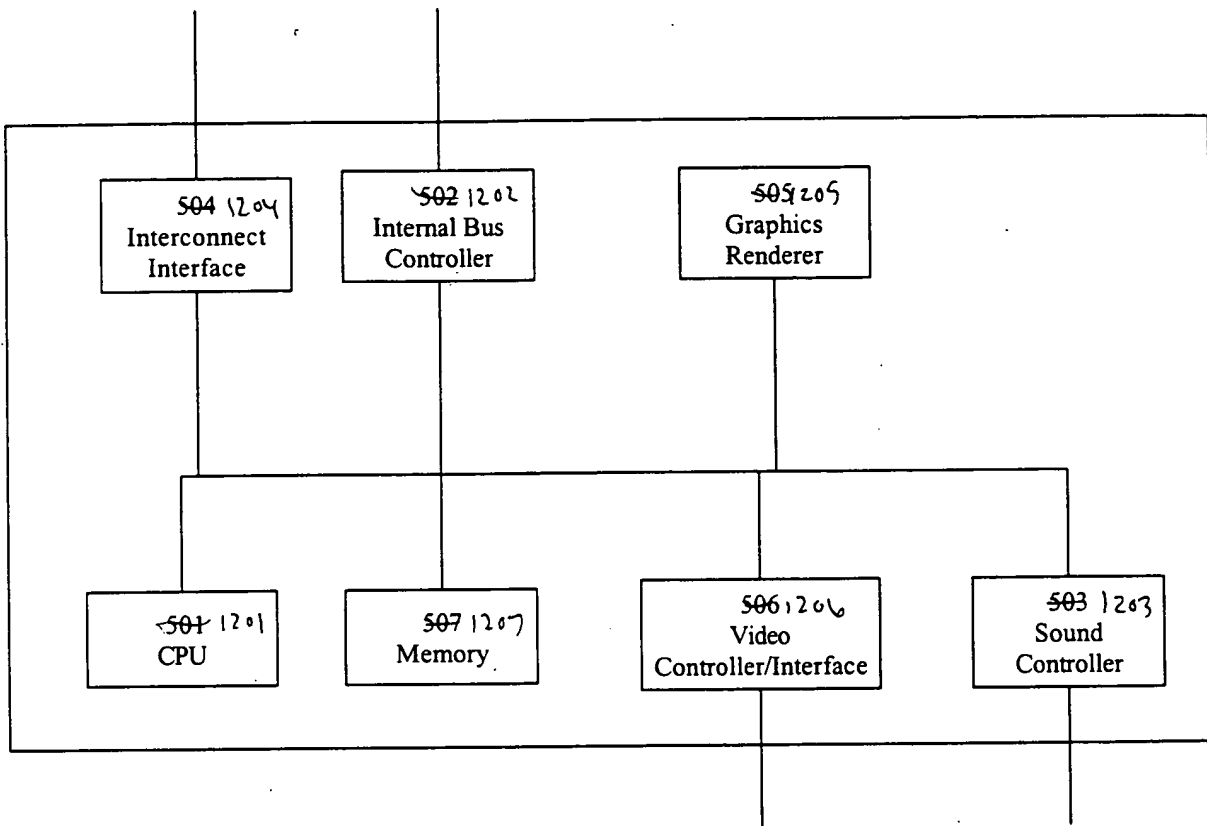 504 1204
Interconnect
Interface
502 1202
Internal Bus
Controller
505 1205
Graphics
Renderer
501 1201
CPU
507 1207
Memory
506 1206
Video
Controller/Interface
503 1203
Sound
Controller